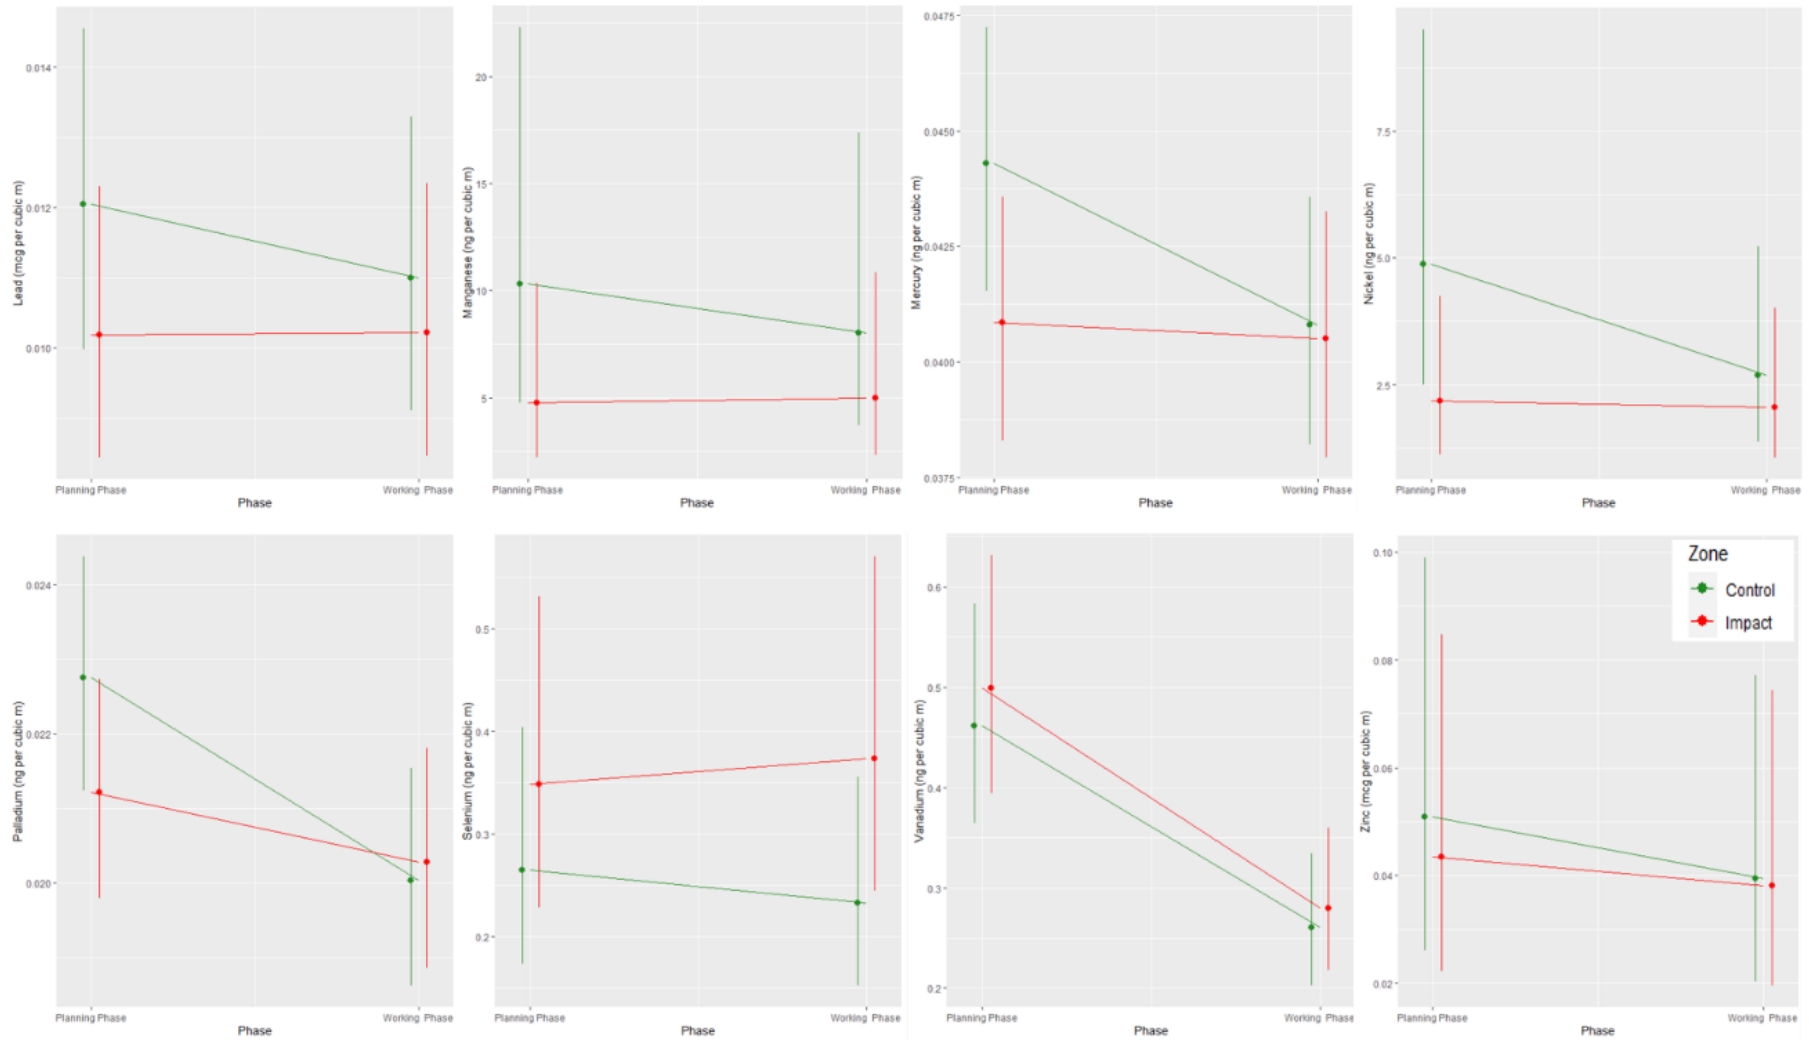 Lead (mcg per cubic m)
0.014
0.012
0.010
Planning Phase
Working Phase
Phase
Manganese (ng per cubic m)
20
15
10
5
Planning Phase
Working Phase
Phase
Mercury (ng per cubic m)
0.0475
0.0450
0.0425
0.0400
0.0375
Planning Phase
Working Phase
Phase
Nickel (ng per cubic m)
7.5
5.0
2.5
Planning Phase
Working Phase
Phase
Palladium (ng per cubic m)
0.024
0.022
0.020
Planning Phase
Working Phase
Phase
Selenium (ng per cubic m)
0.5
0.4
0.3
0.2
Planning Phase
Working Phase
Phase
Vanadium (ng per cubic m)
0.6
0.5
0.4
0.3
0.2
Planning Phase
Working Phase
Phase
Zinc (mcg per cubic m)
0.10
0.08
0.06
0.04
0.02
Planning Phase
Working Phase
Phase
Zone
Control
Impact